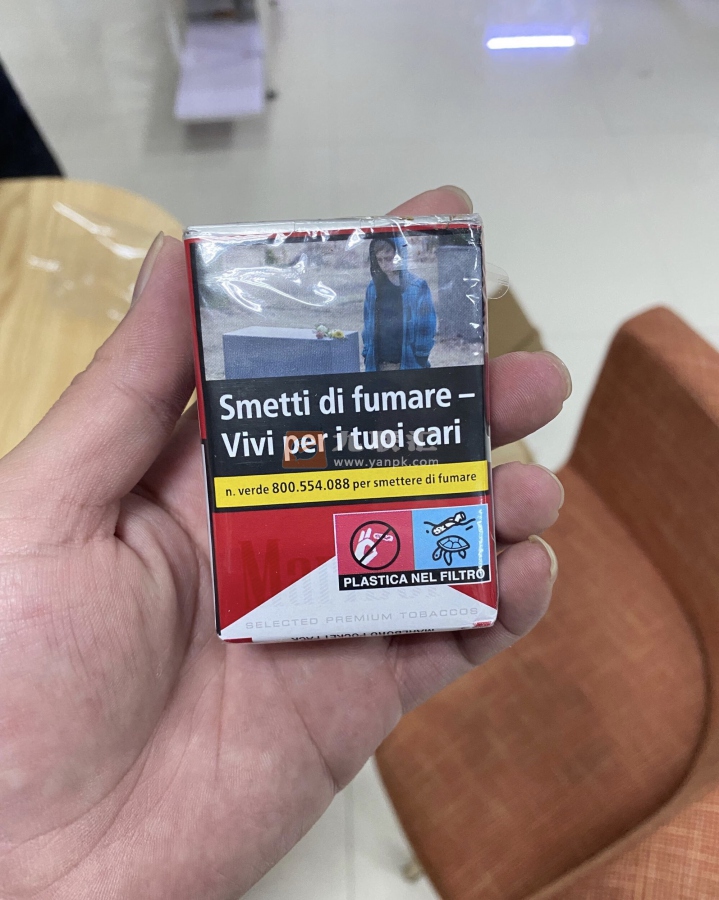 Smetti di fumare –
Vivi per i tuoi cari
www.yanpk.com
n. verde 800.554.088 per smettere di fumare
PLASTICA NEL FILTRO
SELECTED PREMIUM TOBACCOS